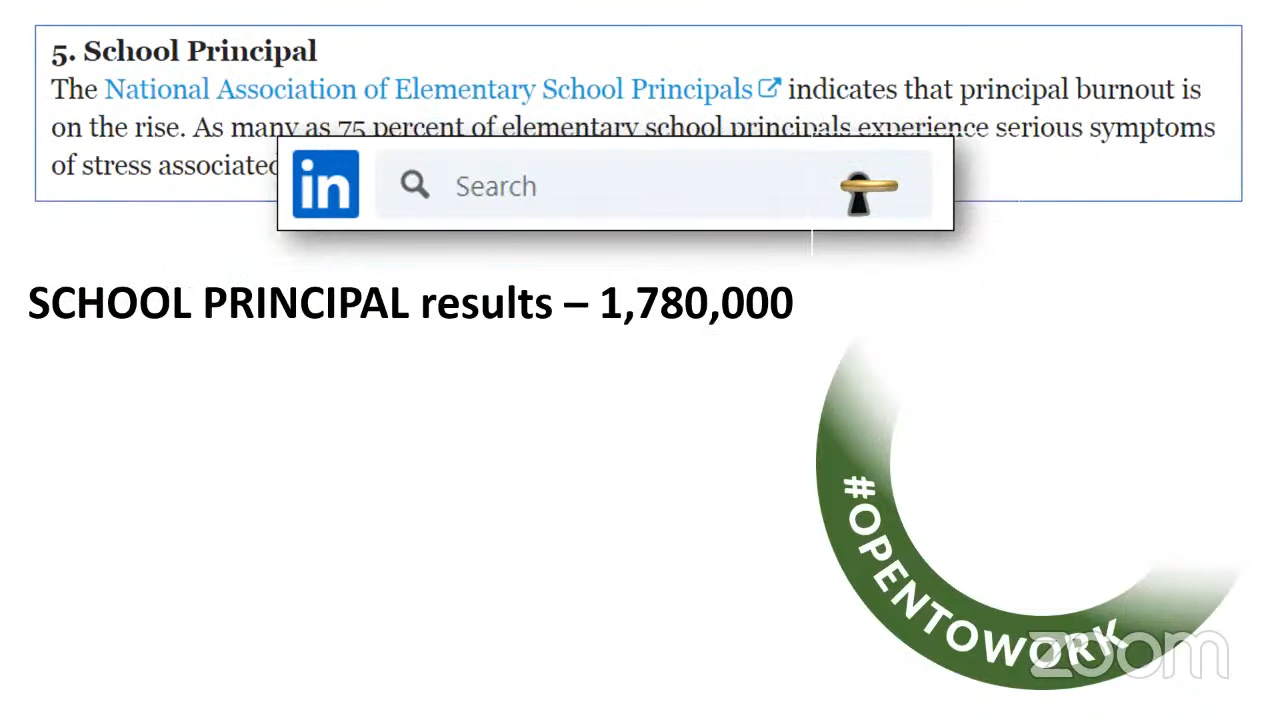 5. School Principal
The National Association of Elementary School Principals indicates that principal burnout is
on the rise. As many as 75 percent of elementary school principals experience serious symptoms
of stress associated
in Search
SCHOOL PRINCIPAL results – 1,780,000
#OPENTOWORK
zoom